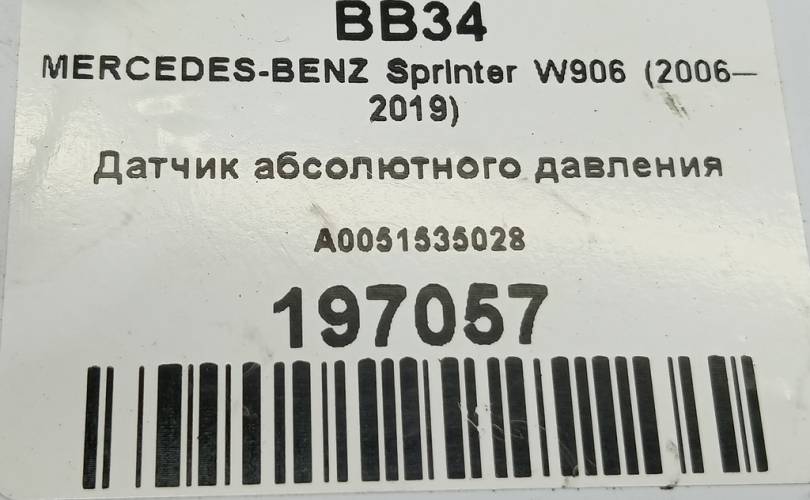 BB34
MERCEDES-BENZ Sprinter W906 (2006–
2019)
Датчик абсолютного давления
A0051535028
197057